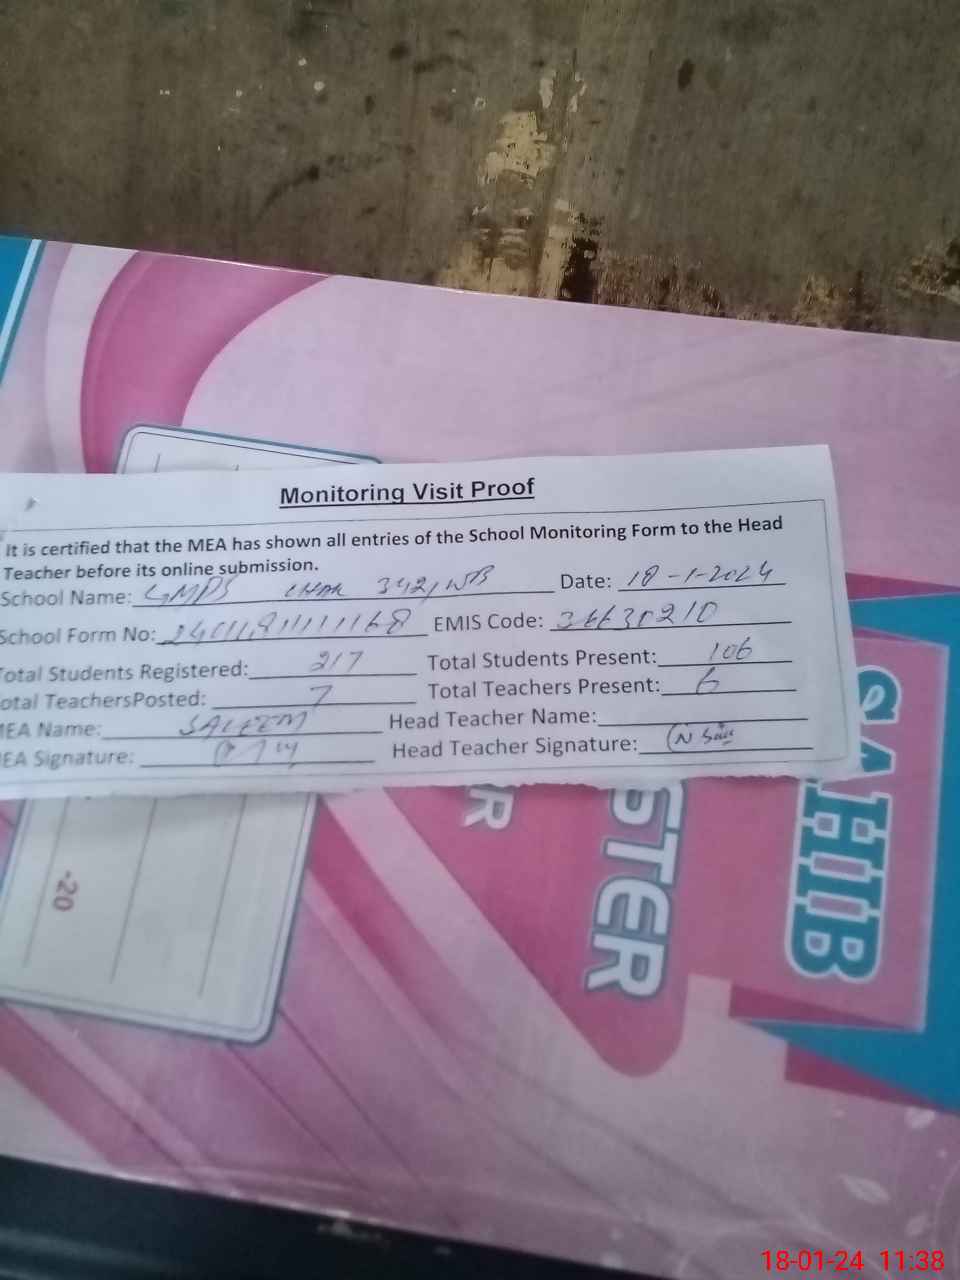 Monitoring Visit Proof
It is certified that the MEA has shown all entries of the School Monitoring Form to the Head
Teacher before its online submission.
School Name: GMPS CHAK 342/WB Date: 18-1-2024
School Form No: EMIS Code: 36630210
Total Students Registered: 217 Total Students Present: 106
Total TeachersPosted: 7 Total Teachers Present: 6
MEA Name: SALEEM Head Teacher Name:
MEA Signature: Head Teacher Signature:
SAHIB
STER
R
-20
18-01-24 11:38